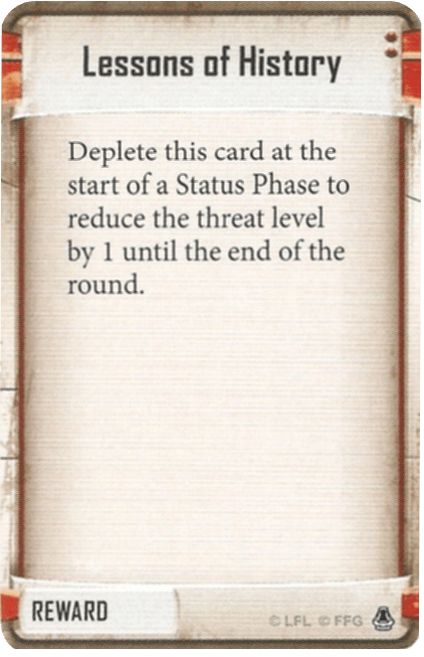 Lessons of History
Deplete this card at the
start of a Status Phase to
reduce the threat level
by 1 until the end of the
round.
REWARD
© LFL © FFG